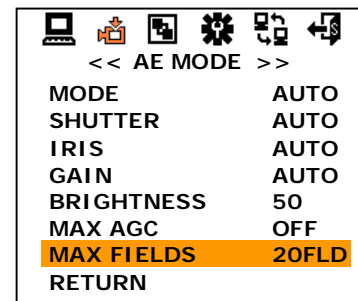 << AE MODE >>
MODE AUTO
SHUTTER AUTO
IRIS AUTO
GAIN AUTO
BRIGHTNESS 50
MAX AGC OFF
MAX FIELDS 20FLD
RETURN